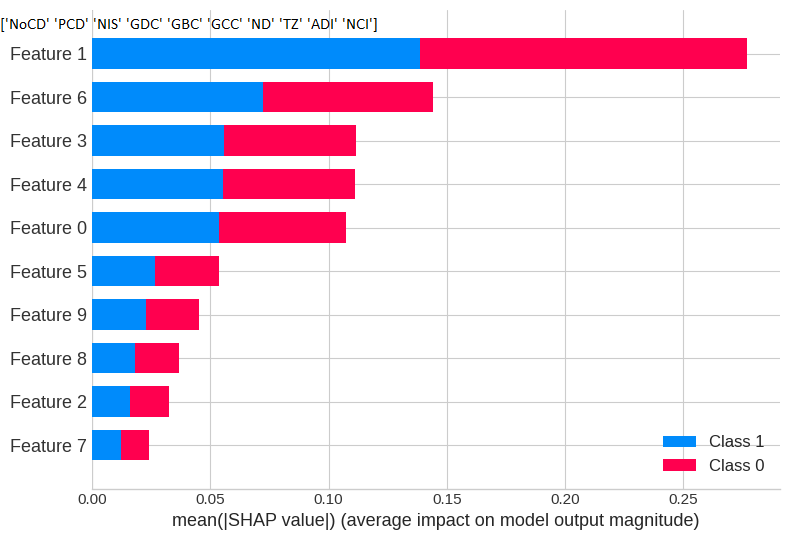 ['NoCD' 'PCD' 'NIS' 'GDC' 'GBC' 'GCC' 'ND' 'TZ' 'ADI' 'NCI']
Feature 1
Feature 6
Feature 3
Feature 4
Feature 0
Feature 5
Feature 9
Feature 8
Feature 2
Feature 7
Class 1
Class 0
0.00 0.05 0.10 0.15 0.20 0.25
mean(|SHAP value|) (average impact on model output magnitude)